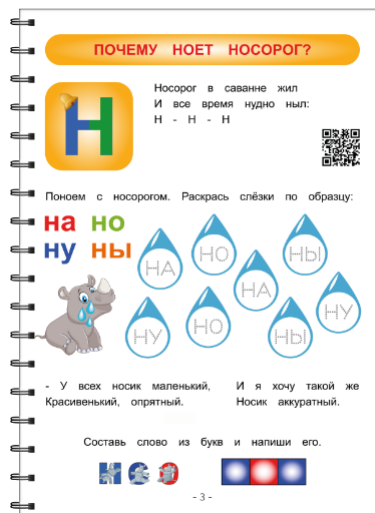 ПОЧЕМУ НОЕТ НОСОРОГ?
Н
Носорог в саванне жил
И все время нудно ныл:
Н - Н - Н
Поноем с носорогом. Раскрась слёзки по образцу:
на но
ну ны
НА НО НЫ
НА
НУ НО НЫ НУ
- У всех носик маленький,
Красивенький, опрятный.
И я хочу такой же
Носик аккуратный.
Составь слово из букв и напиши его.
Н С О
- 3 -